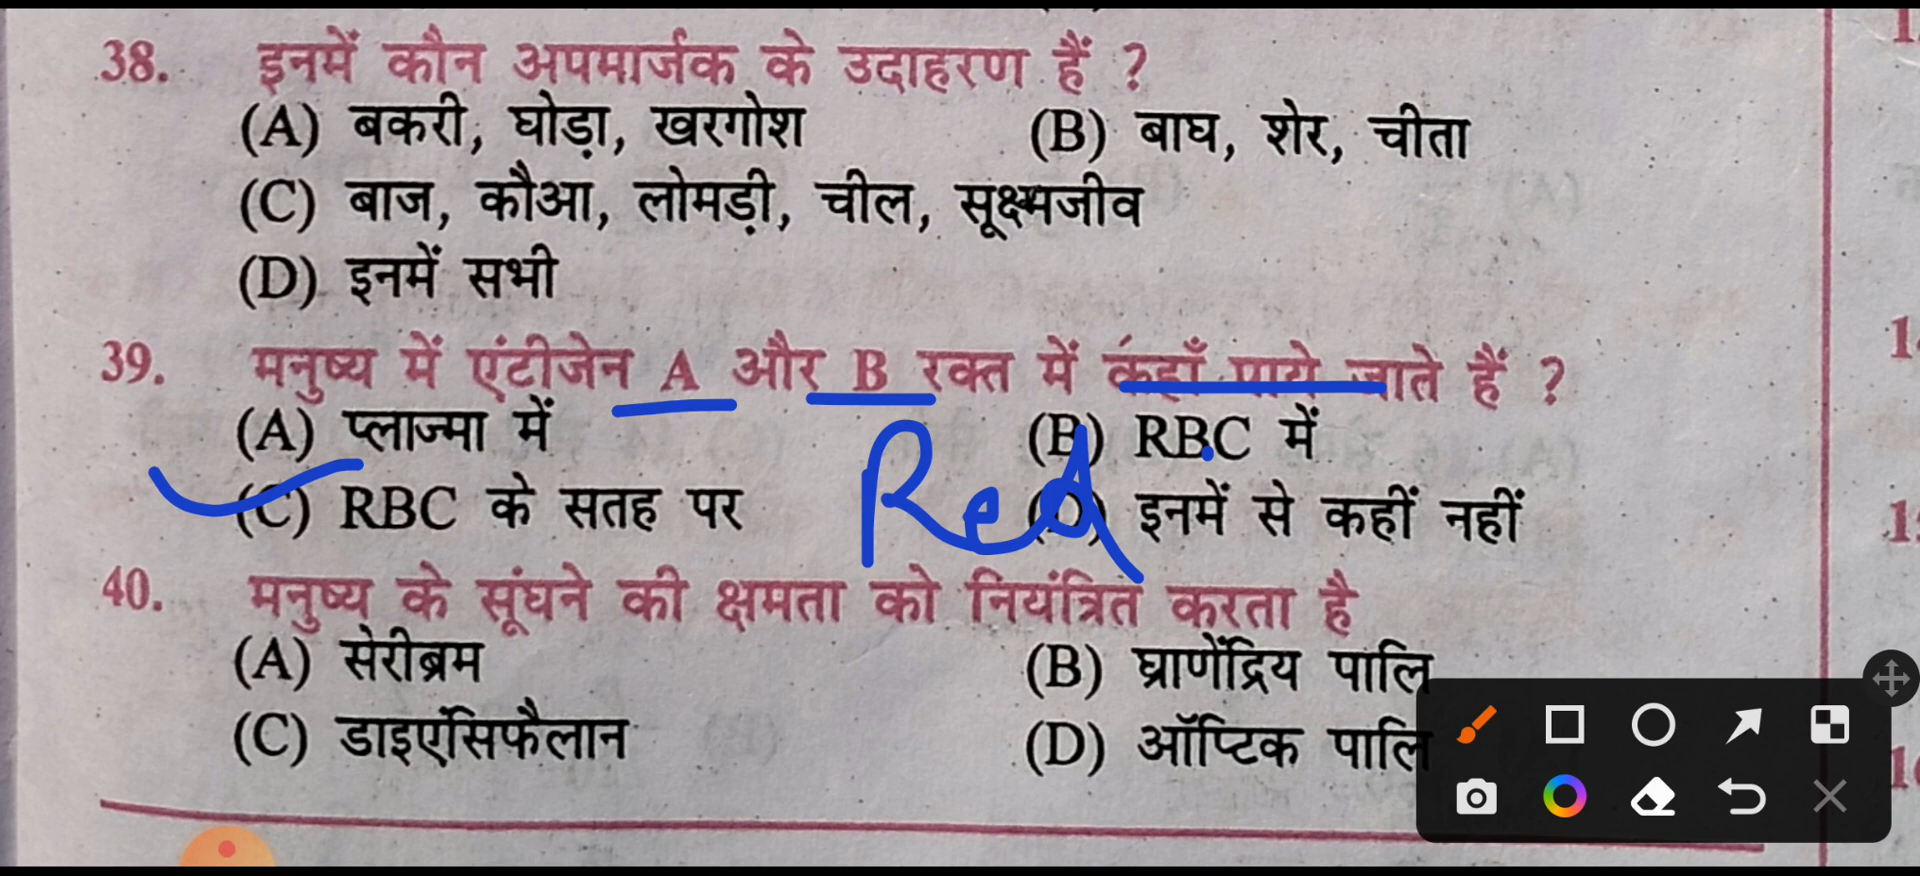 38. इनमें कौन अपमार्जक के उदाहरण हैं ?
(A) बकरी, घोड़ा, खरगोश (B) बाघ, शेर, चीता
(C) बाज, कौआ, लोमड़ी, चील, सूक्ष्मजीव
(D) इनमें सभी
39. मनुष्य में एंटीजेन A और B रक्त में कहाँ पाये जाते हैं ?
(A) प्लाज्मा में (B) RBC में
(C) RBC के सतह पर (D) इनमें से कहीं नहीं
Red
40. मनुष्य के सूंघने की क्षमता को नियंत्रित करता है
(A) सेरीब्रम (B) घ्राणेंद्रिय पालि
(C) डाइएंसिफैलान (D) ऑप्टिक पालि